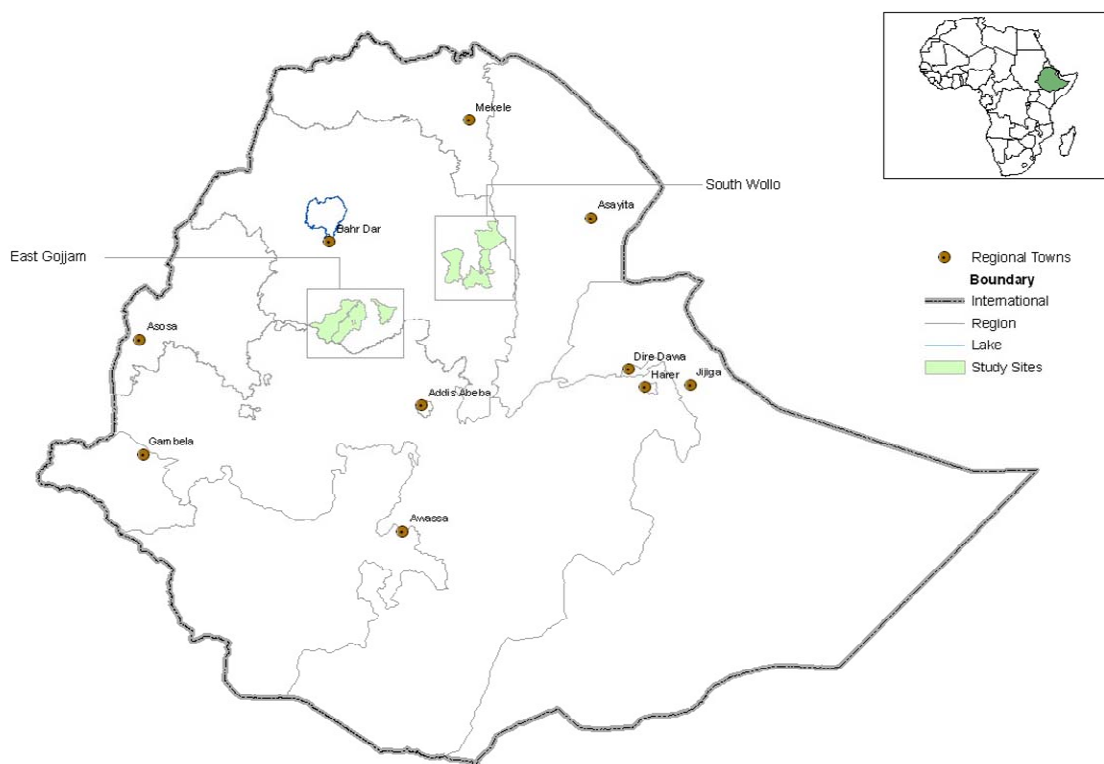 Mekele
South Wollo
Asayita
Bahr Dar
East Gojjam
Regional Towns
Boundary
International
Region
Lake
Study Sites
Asosa
Dire Dawa
Harer
Jijiga
Addis Abeba
Gambela
Awassa